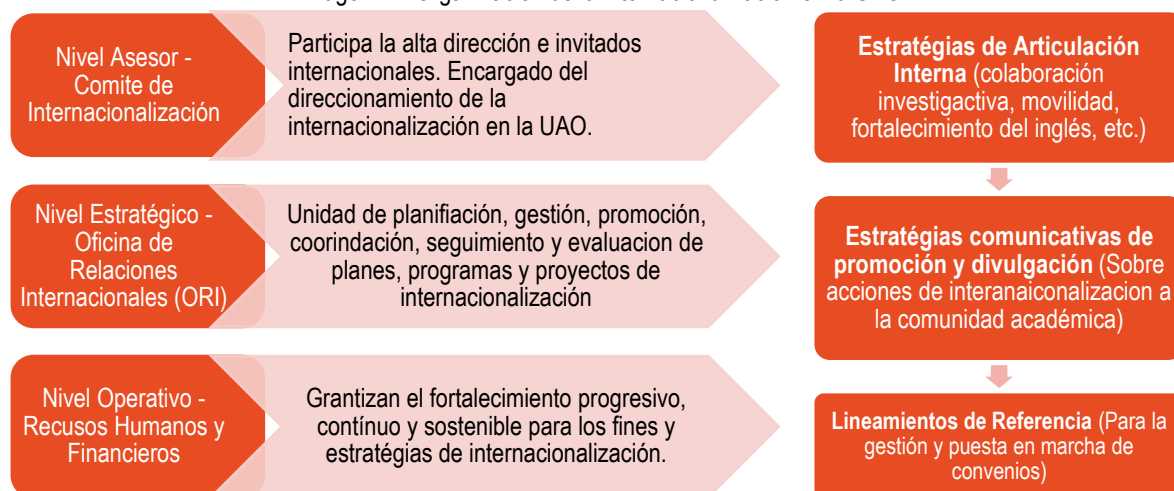 Nivel Asesor -
Comite de
Internacionalización
Participa la alta dirección e invitados
internacionales. Encargado del
direccionamiento de la
internacionalización en la UAO.
Nivel Estratégico -
Oficina de
Relaciones
Internacionales (ORI)
Unidad de planifiación, gestión, promoción,
coorindación, seguimiento y evaluacion de
planes, programas y proyectos de
internacionalización
Nivel Operativo -
Recusos Humanos y
Financieros
Grantizan el fortalecimiento progresivo,
contínuo y sostenible para los fines y
estratégias de internacionalización.
Estratégias de Articulación
Interna (colaboración
investigactiva, movilidad,
fortalecimiento del inglés, etc.)
Estratégias comunicativas de
promoción y divulgación (Sobre
acciones de interanaiconalizacion a
la comunidad académica)
Lineamientos de Referencia (Para la
gestión y puesta en marcha de
convenios)